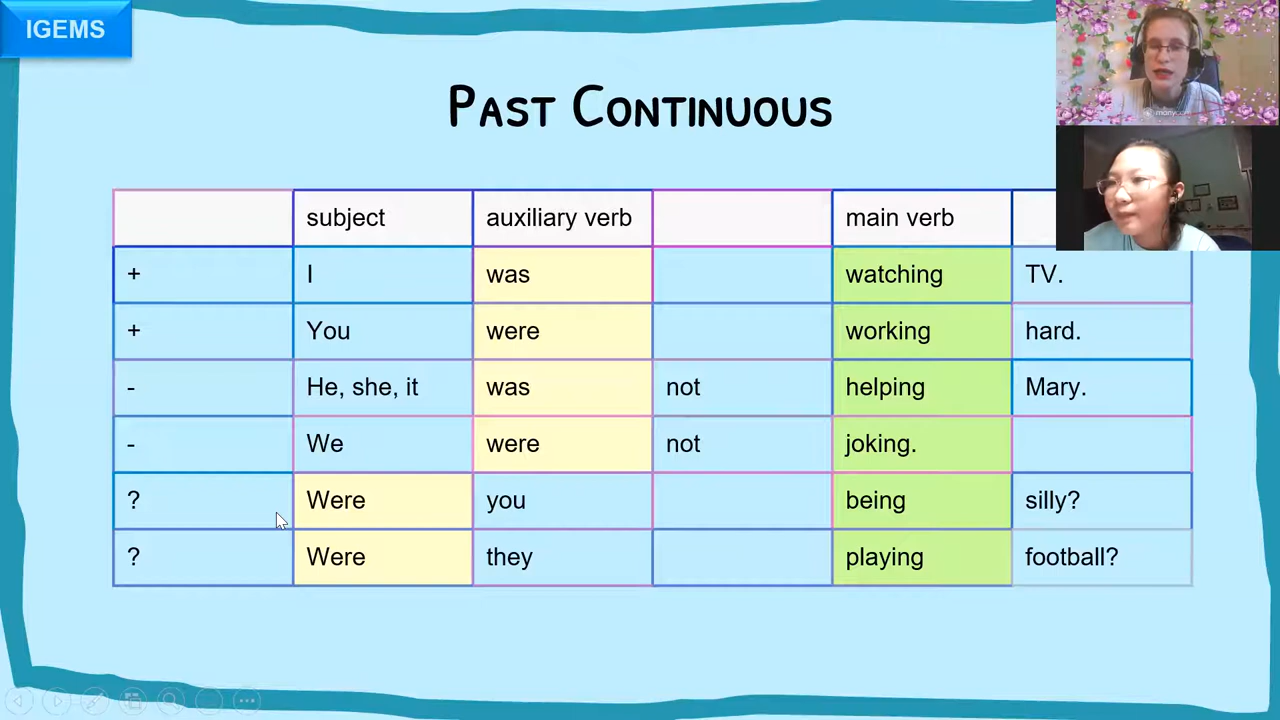 IGEMS
Past Continuous
subject auxiliary verb main verb
+ I was watching TV.
+ You were working hard.
- He, she, it was not helping Mary.
- We were not joking.
? Were you being silly?
? Were they playing football?